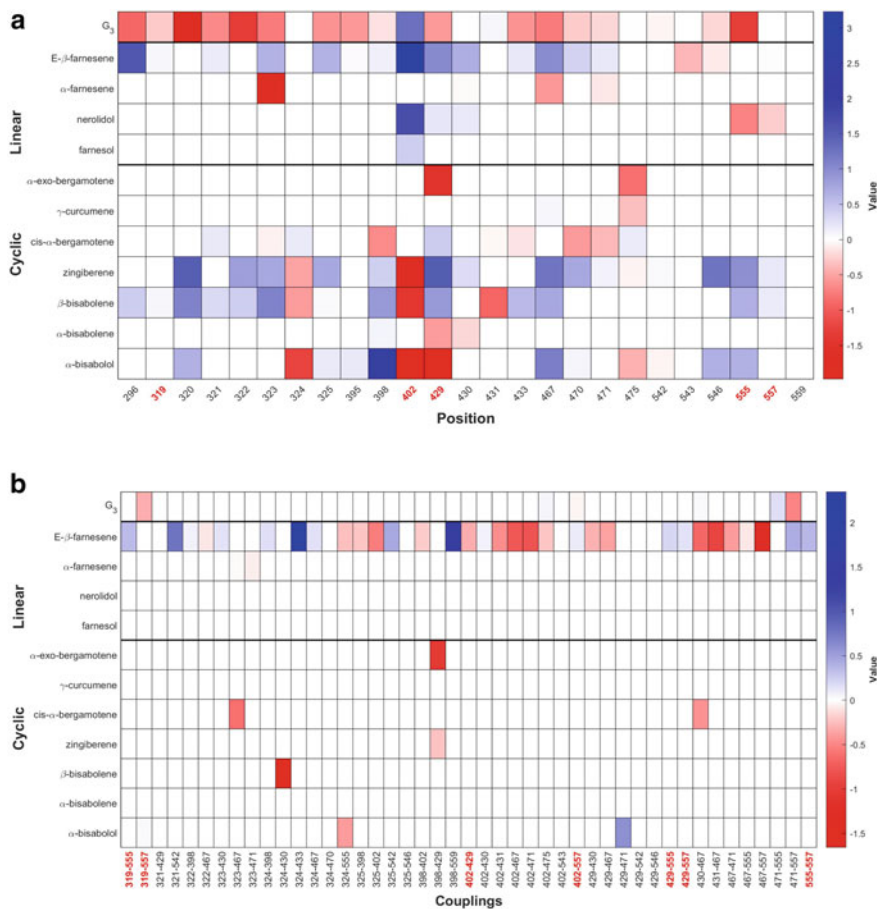 a
G3
E-β-farnesene
α-farnesene
nerolidol
farnesol
α-exo-bergamotene
γ-curcumene
cis-α-bergamotene
zingiberene
β-bisabolene
α-bisabolene
α-bisabolol
Linear
Cyclic
296 319 320 321 322 323 324 325 395 398 402 429 430 431 433 467 470 471 475 542 543 546 555 557 559
Position
3
2.5
2
1.5
1
0.5
0
-0.5
-1
-1.5
Value
b
G3
E-β-farnesene
α-farnesene
nerolidol
farnesol
α-exo-bergamotene
γ-curcumene
cis-α-bergamotene
zingiberene
β-bisabolene
α-bisabolene
α-bisabolol
Linear
Cyclic
319-555 319-557 321-429 321-542 322-398 322-467 323-430 323-467 323-471 324-398 324-430 324-433 324-467 324-470 324-555 325-398 325-402 325-542 325-546 398-402 398-429 398-559 402-429 402-430 402-431 402-467 402-471 402-475 402-543 402-557 429-430 429-467 429-471 429-542 429-546 429-555 429-557 430-467 431-467 467-471 467-555 467-557 471-555 471-557 555-557
Couplings
2
1.5
1
0.5
0
-0.5
-1
-1.5
Value